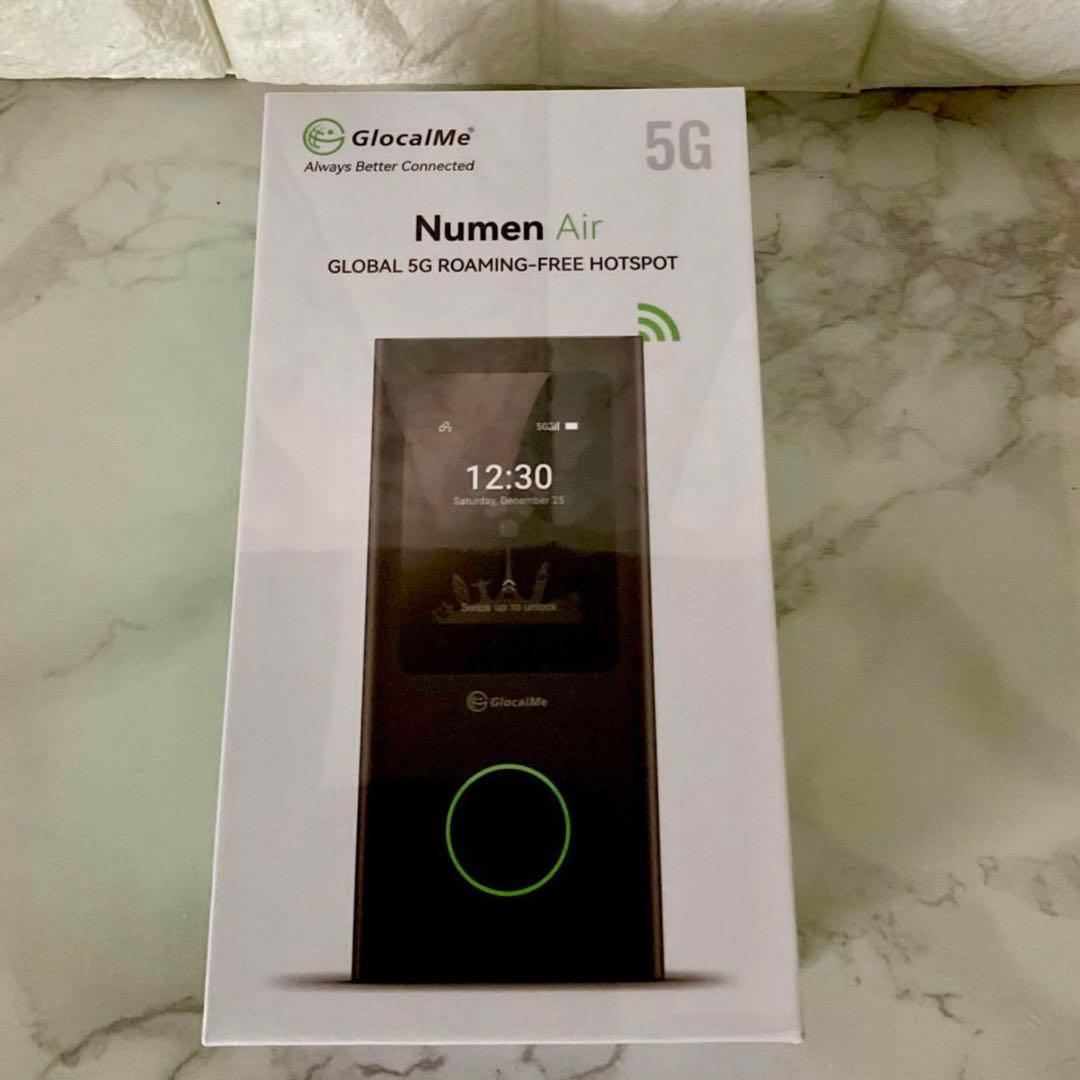 GlocalMe®
5G
Always Better Connected
Numen Air
GLOBAL 5G ROAMING-FREE HOTSPOT
5G
12:30
Saturday, December 25
Swipe up to unlock
GlocalMe